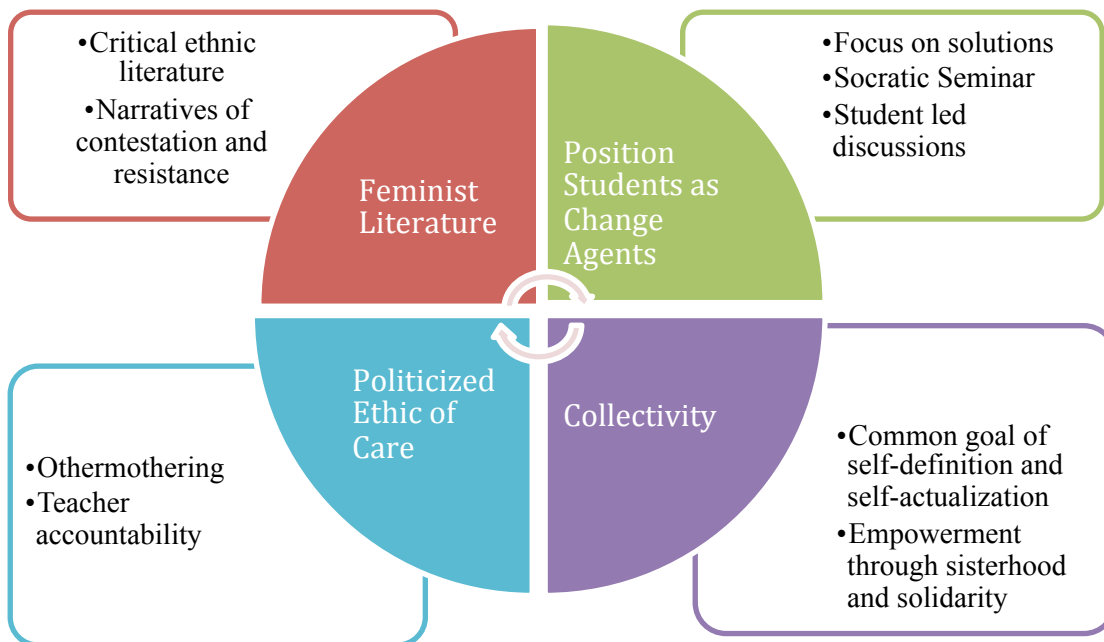 •Critical ethnic
literature
•Narratives of
contestation and
resistance
Feminist
Literature
•Focus on solutions
•Socratic Seminar
•Student led
discussions
Position
Students as
Change
Agents
•Othermothering
•Teacher
accountability
Politicized
Ethic of
Care
Collectivity
•Common goal of
self-definition and
self-actualization
•Empowerment
through sisterhood
and solidarity